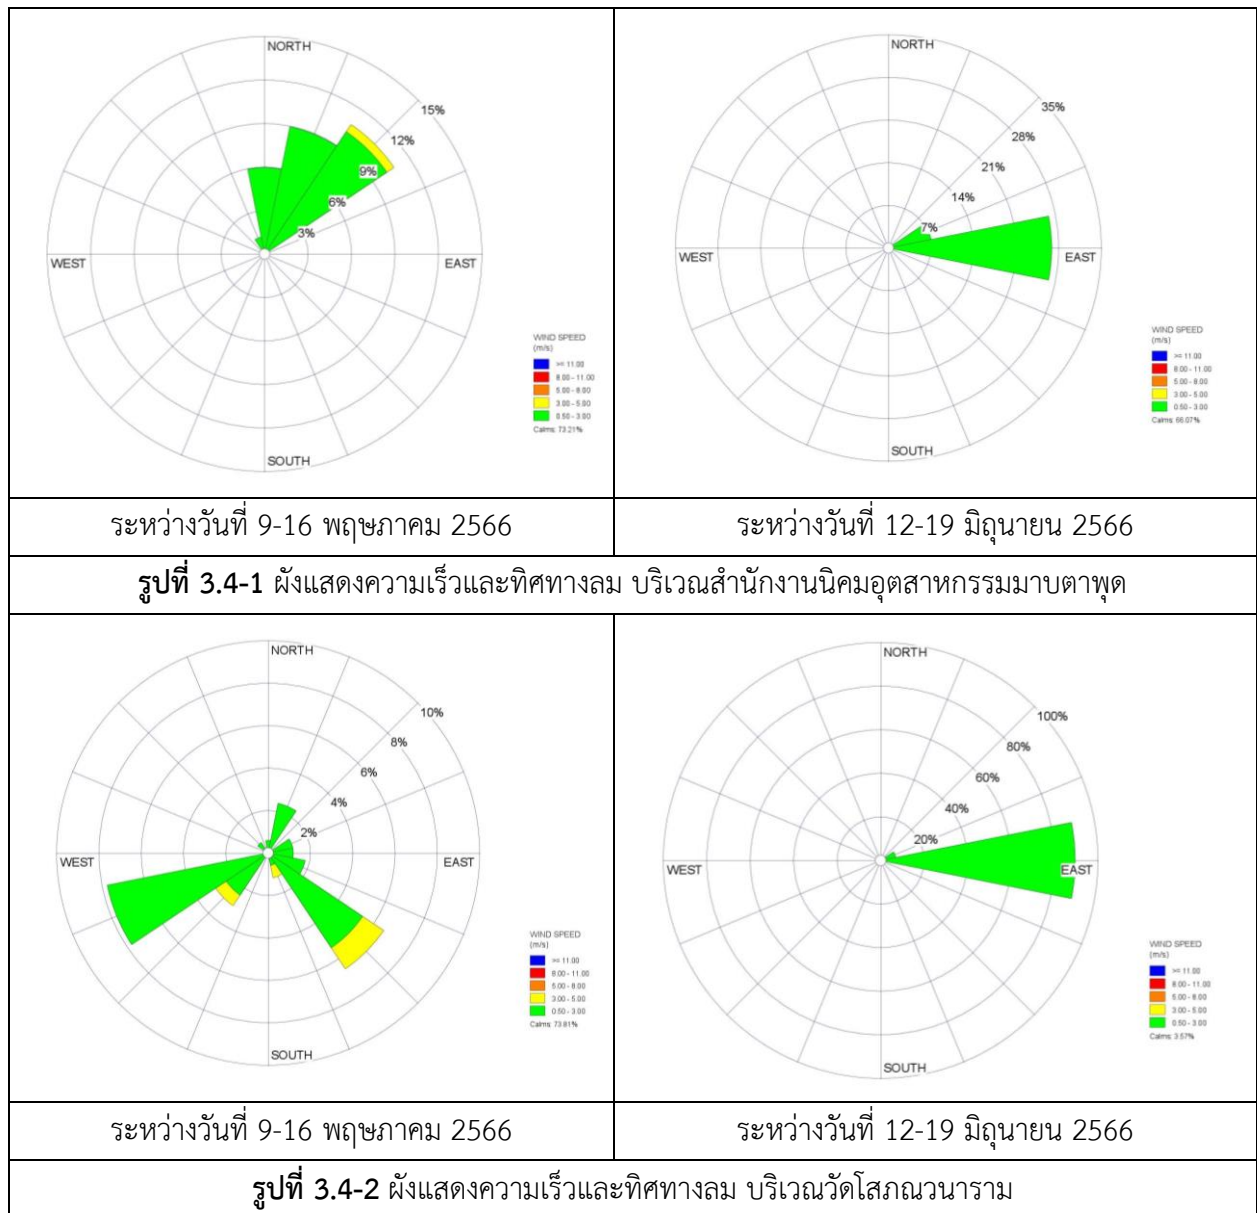 NORTH
15%
12%
9%
6%
3%
WEST
EAST
SOUTH
WIND SPEED
(m/s)
>= 11.00
8.00 - 11.00
5.00 - 8.00
3.00 - 5.00
0.50 - 3.00
Calms: 73.21%
NORTH
35%
28%
21%
14%
7%
WEST
EAST
SOUTH
WIND SPEED
(m/s)
>= 11.00
8.00 - 11.00
5.00 - 8.00
3.00 - 5.00
0.50 - 3.00
Calms: 66.07%
ระหว่างวันที่ 9-16 พฤษภาคม 2566
ระหว่างวันที่ 12-19 มิถุนายน 2566
รูปที่ 3.4-1 ผังแสดงความเร็วและทิศทางลม บริเวณสำนักงานนิคมอุตสาหกรรมมาบตาพุด
NORTH
10%
8%
6%
4%
2%
WEST
EAST
SOUTH
WIND SPEED
(m/s)
>= 11.00
8.00 - 11.00
5.00 - 8.00
3.00 - 5.00
0.50 - 3.00
Calms: 73.81%
NORTH
100%
80%
60%
40%
20%
WEST
EAST
SOUTH
WIND SPEED
(m/s)
>= 11.00
8.00 - 11.00
5.00 - 8.00
3.00 - 5.00
0.50 - 3.00
Calms: 3.57%
ระหว่างวันที่ 9-16 พฤษภาคม 2566
ระหว่างวันที่ 12-19 มิถุนายน 2566
รูปที่ 3.4-2 ผังแสดงความเร็วและทิศทางลม บริเวณวัดโสภณวนาราม